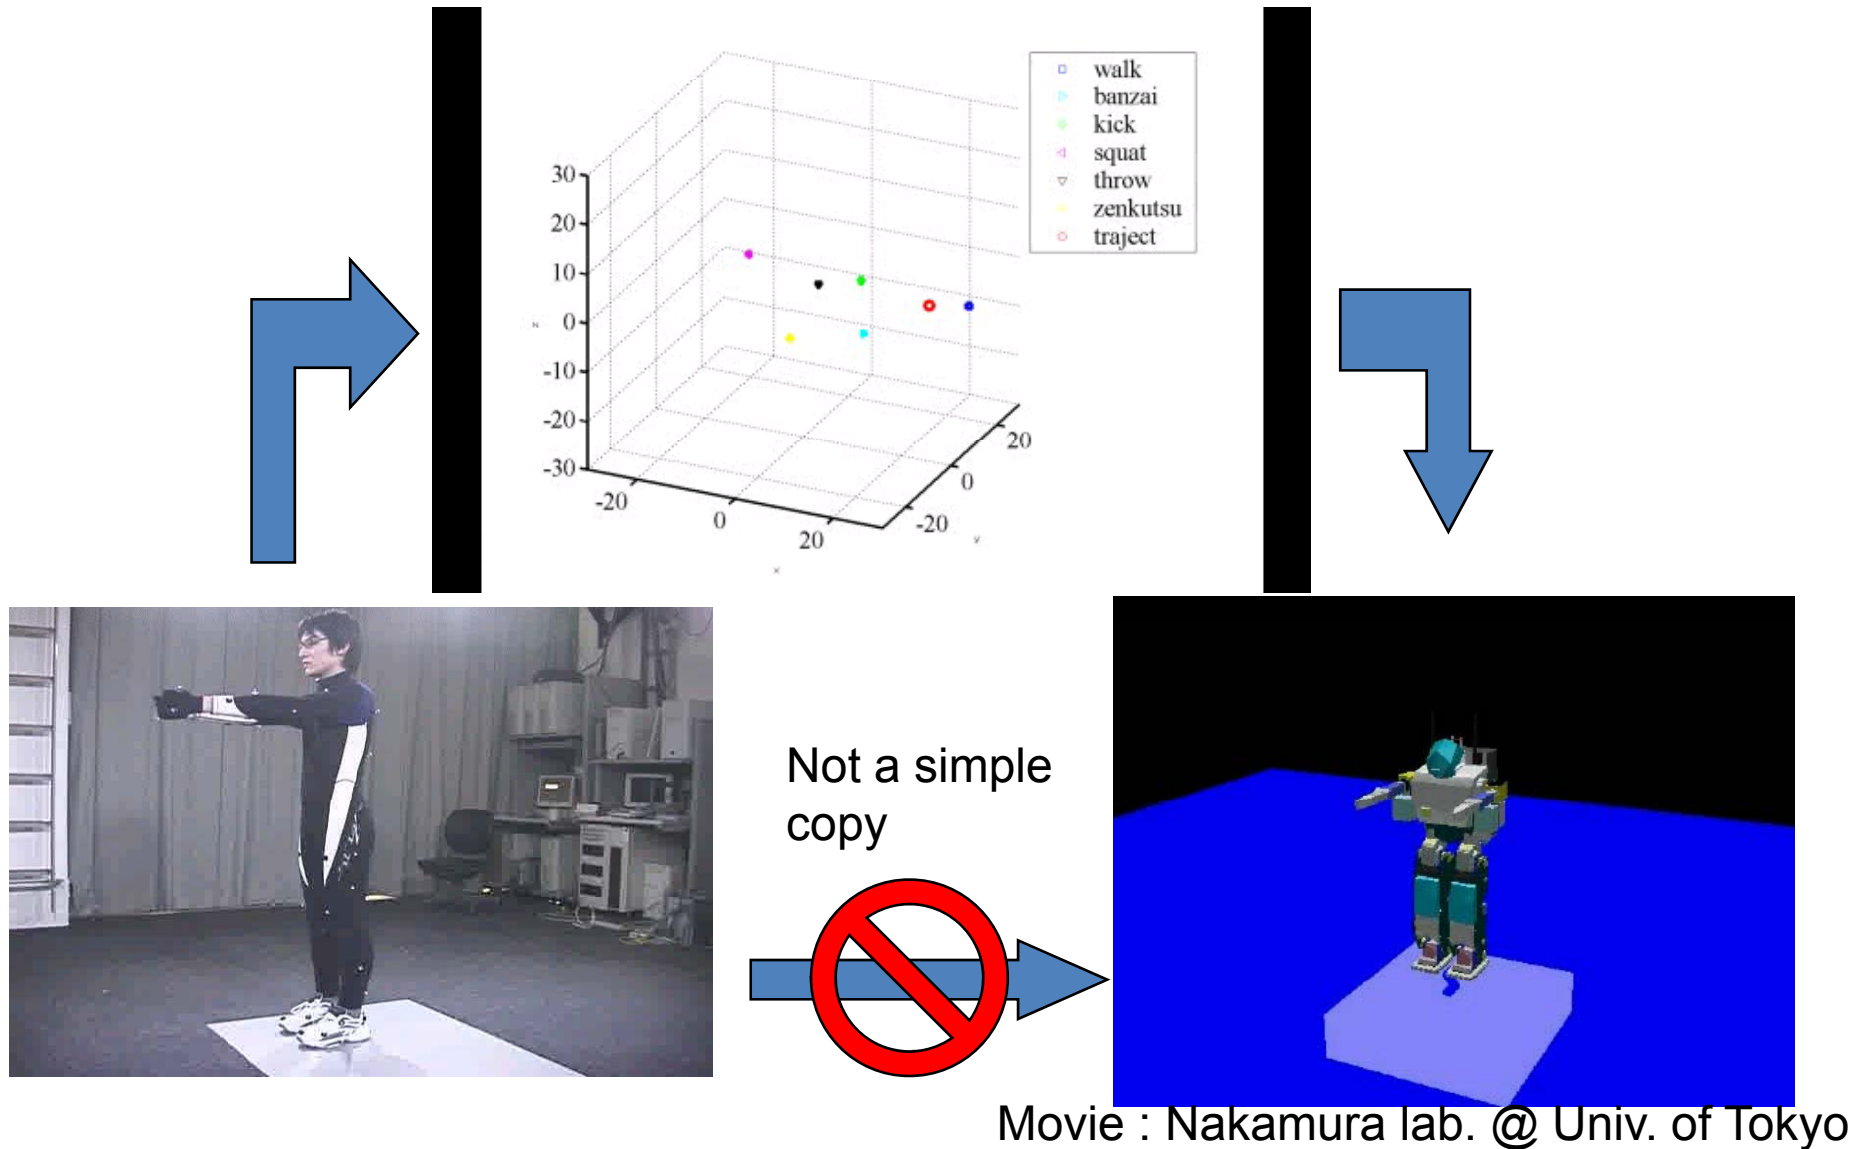 walk
banzai
kick
squat
throw
zenkutsu
traject
30
20
10
0
-10
-20
-30
z
-20
0
20
x
-20
0
20
y
Not a simple
copy
Movie : Nakamura lab. @ Univ. of Tokyo